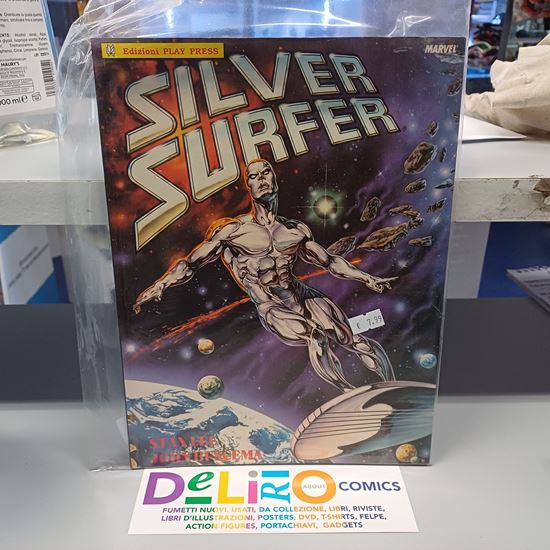 Edizioni PLAY PRESS
MARVEL
SILVER
SURFER
€ 7,99
STAN LEE
JOHN BUSCEMA
MAURY'S
DeLiRiO ABOUT COMICS
FUMETTI NUOVI, USATI, DA COLLEZIONE, LIBRI, RIVISTE,
LIBRI D'ILLUSTRAZIONI, POSTERS, DVD, T-SHIRTS, FELPE,
ACTION FIGURES, PORTACHIAVI, GADGETS